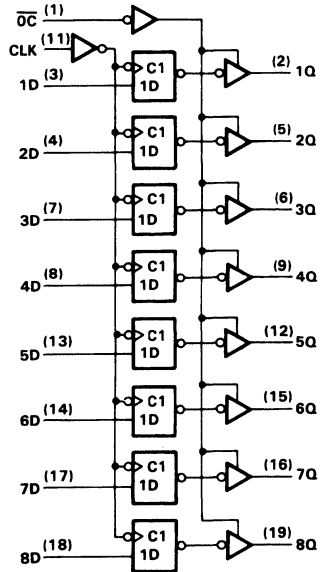 OC (1)
CLK (11)
C1 (2) 1Q
1D (3) 1D
C1 (5) 2Q
2D (4) 1D
C1 (6) 3Q
3D (7) 1D
C1 (9) 4Q
4D (8) 1D
C1 (12) 5Q
5D (13) 1D
C1 (15) 6Q
6D (14) 1D
C1 (16) 7Q
7D (17) 1D
C1 (19) 8Q
8D (18) 1D